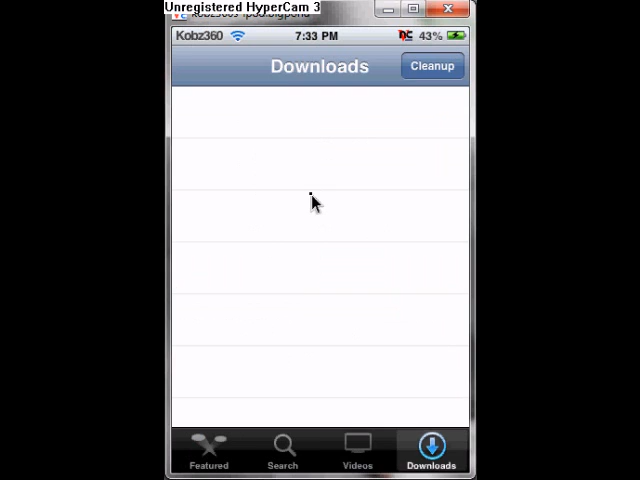 Unregistered HyperCam 3
Kobz360 7:33 PM 43%
Downloads Cleanup
Featured Search Videos Downloads